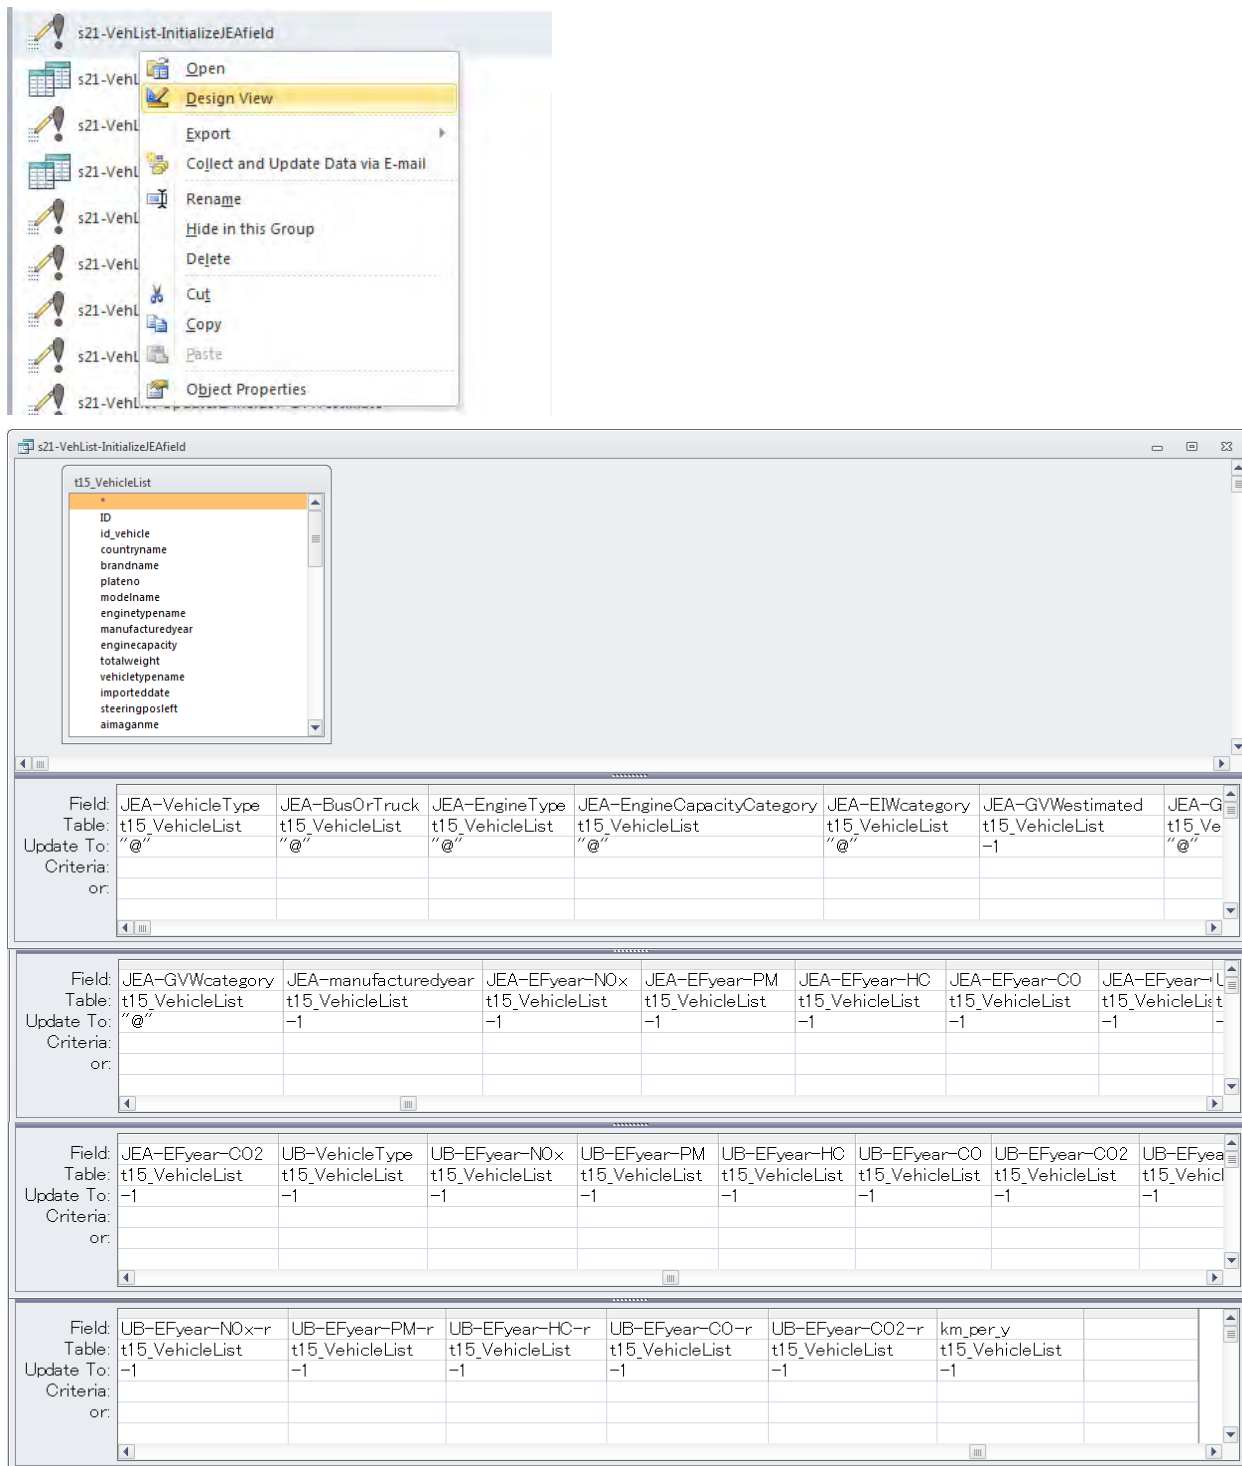 s21-VehList-InitializeJEAfield
s21-VehL
s21-VehL
s21-VehL
s21-VehL
s21-VehL
s21-VehL
s21-VehL
Open
Design View
Export
Collect and Update Data via E-mail
Rename
Hide in this Group
Delete
Cut
Copy
Paste
Object Properties
s21-VehList-InitializeJEAfield
t15_VehicleList
*
ID
id_vehicle
countryname
brandname
plateno
modelname
enginetypename
manufacturedyear
enginecapacity
totalweight
vehicletypename
importeddate
steeringposleft
aimaganme
Field: JEA-VehicleType JEA-BusOrTruck JEA-EngineType JEA-EngineCapacityCategory JEA-EIWcategory JEA-GVWestimated JEA-G
Table: t15_VehicleList t15_VehicleList t15_VehicleList t15_VehicleList t15_VehicleList t15_VehicleList t15_Ve
Update To: "@" "@" "@" "@" "@" -1 "@"
Criteria:
or:
Field: JEA-GVWcategory JEA-manufacturedyear JEA-EFyear-NOx JEA-EFyear-PM JEA-EFyear-HC JEA-EFyear-CO JEA-EFyear-
Table: t15_VehicleList t15_VehicleList t15_VehicleList t15_VehicleList t15_VehicleList t15_VehicleList t15_VehicleLis
Update To: "@" -1 -1 -1 -1 -1 -1
Criteria:
or:
Field: JEA-EFyear-CO2 UB-VehicleType UB-EFyear-NOx UB-EFyear-PM UB-EFyear-HC UB-EFyear-CO UB-EFyear-CO2 UB-EFyea
Table: t15_VehicleList t15_VehicleList t15_VehicleList t15_VehicleList t15_VehicleList t15_VehicleList t15_VehicleList t15_Vehicl
Update To: -1 -1 -1 -1 -1 -1 -1 -1
Criteria:
or:
Field: UB-EFyear-NOx-r UB-EFyear-PM-r UB-EFyear-HC-r UB-EFyear-CO-r UB-EFyear-CO2-r km_per_y
Table: t15_VehicleList t15_VehicleList t15_VehicleList t15_VehicleList t15_VehicleList t15_VehicleList
Update To: -1 -1 -1 -1 -1 -1
Criteria:
or: